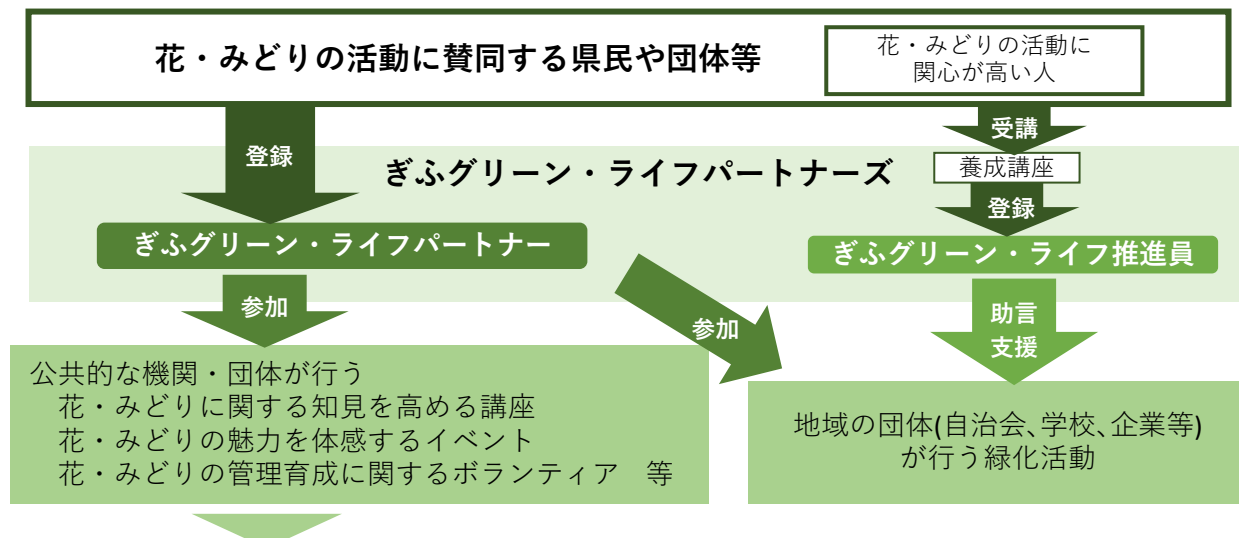 花・みどりの活動に賛同する県民や団体等
花・みどりの活動に
関心が高い人
登録
受講
ぎふグリーン・ライフパートナーズ
養成講座
登録
ぎふグリーン・ライフパートナー
ぎふグリーン・ライフ推進員
参加
参加
助言
支援
公共的な機関・団体が行う
花・みどりに関する知見を高める講座
花・みどりの魅力を体感するイベント
花・みどりの管理育成に関するボランティア　等
地域の団体(自治会、学校、企業等)
が行う緑化活動